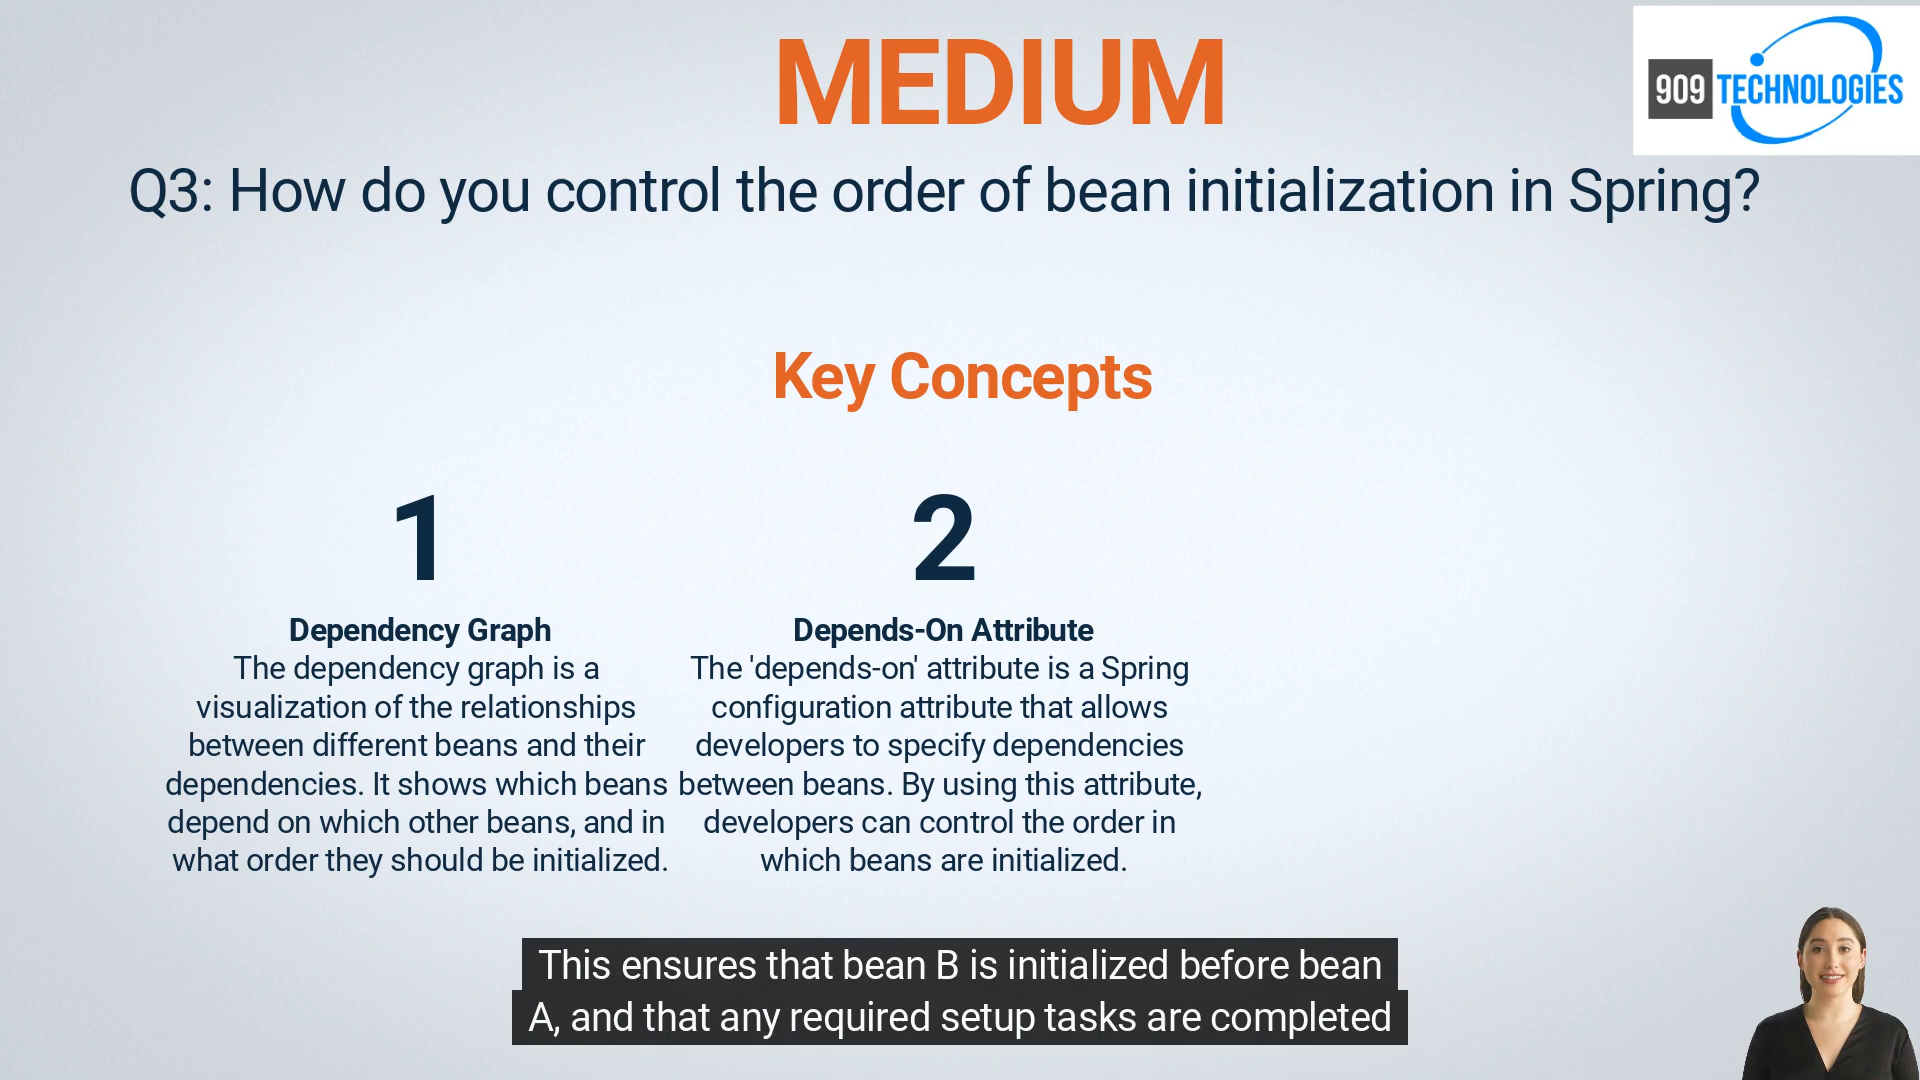 MEDIUM
909 TECHNOLOGIES
Q3: How do you control the order of bean initialization in Spring?
Key Concepts
1
Dependency Graph
The dependency graph is a
visualization of the relationships
between different beans and their
dependencies. It shows which beans
depend on which other beans, and in
what order they should be initialized.
2
Depends-On Attribute
The 'depends-on' attribute is a Spring
configuration attribute that allows
developers to specify dependencies
between beans. By using this attribute,
developers can control the order in
which beans are initialized.
This ensures that bean B is initialized before bean
A, and that any required setup tasks are completed